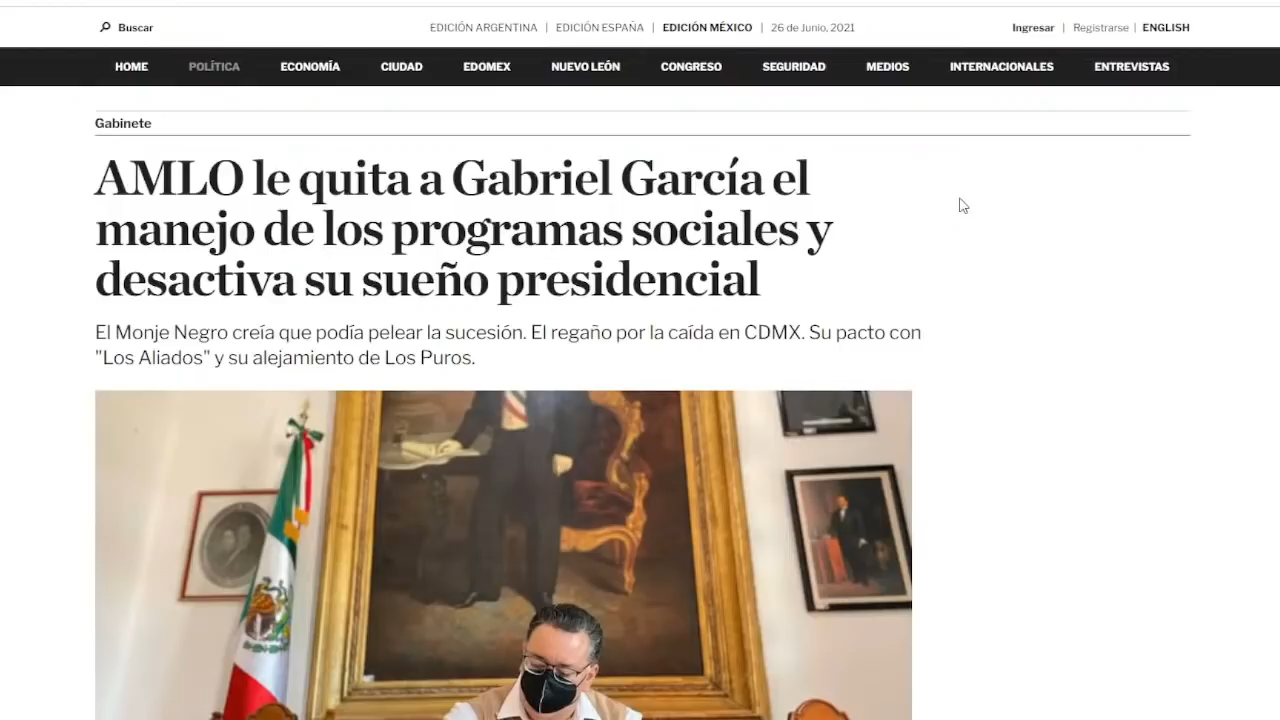 Buscar
EDICIÓN ARGENTINA | EDICIÓN ESPAÑA | EDICIÓN MÉXICO | 26 de Junio, 2021
Ingresar | Registrarse | ENGLISH
HOME POLÍTICA ECONOMÍA CIUDAD EDOMEX NUEVO LEÓN CONGRESO SEGURIDAD MEDIOS INTERNACIONALES ENTREVISTAS
Gabinete
AMLO le quita a Gabriel García el
manejo de los programas sociales y
desactiva su sueño presidencial
El Monje Negro creía que podía pelear la sucesión. El regaño por la caída en CDMX. Su pacto con
"Los Aliados" y su alejamiento de Los Puros.